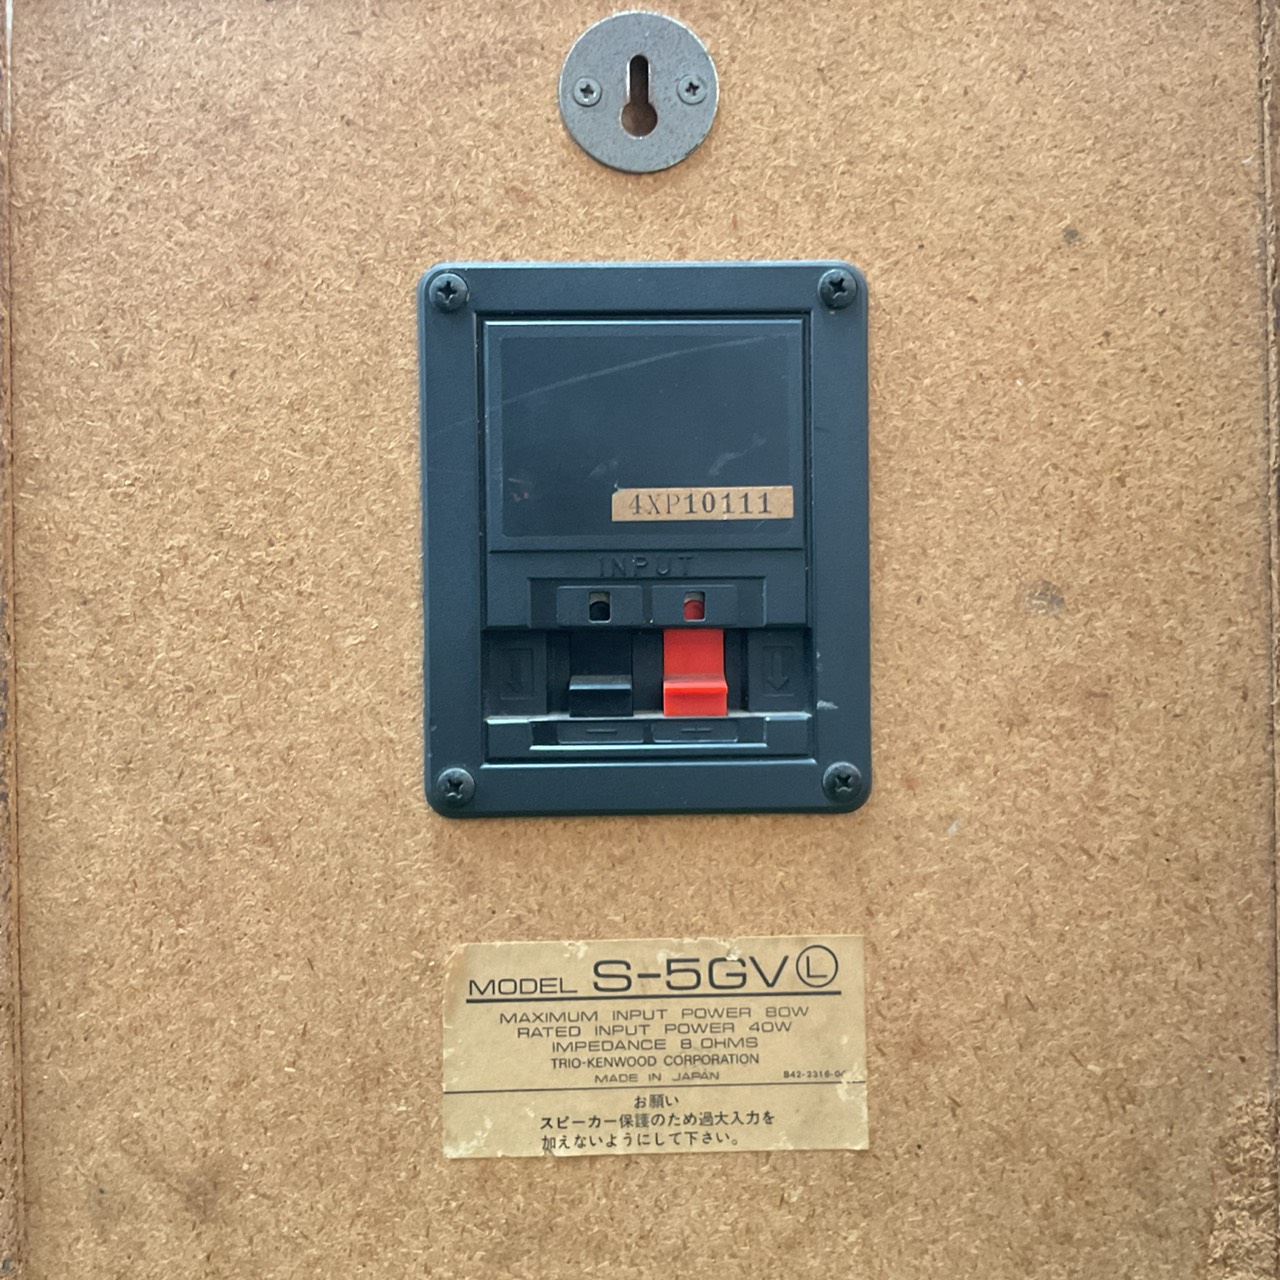 4XP10111
INPUT
− +
MODEL S-5GV Ⓛ
MAXIMUM INPUT POWER 80W
RATED INPUT POWER 40W
IMPEDANCE 8 OHMS
TRIO-KENWOOD CORPORATION
MADE IN JAPAN
お願い
スピーカー保護のため過大入力を
加えないようにして下さい。